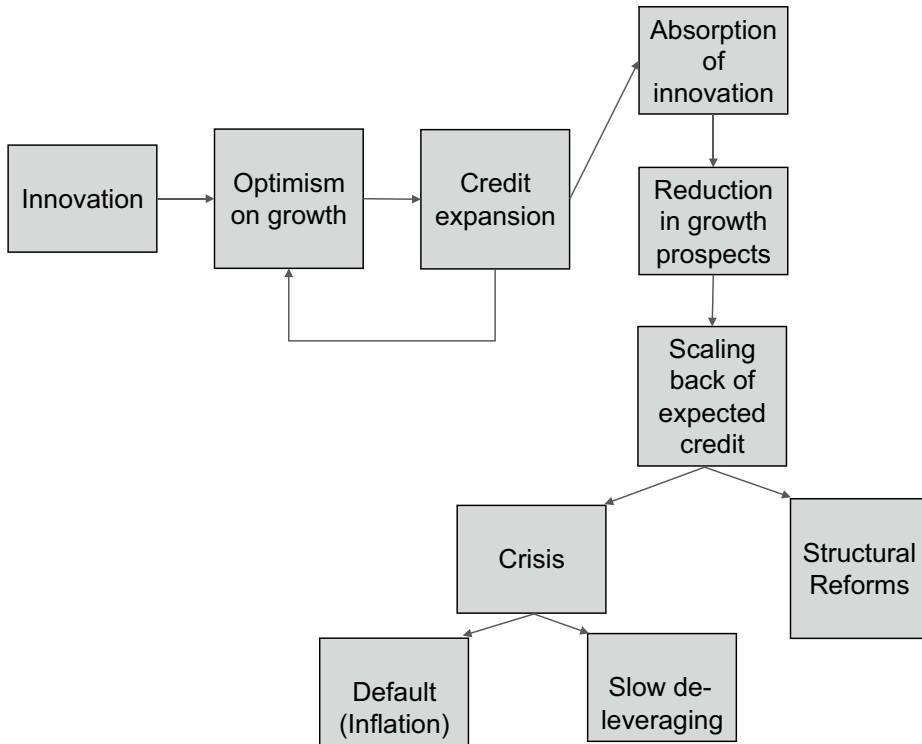 Absorption
of
innovation
Innovation
Optimism
on growth
Credit
expansion
Reduction
in growth
prospects
Scaling
back of
expected
credit
Crisis
Structural
Reforms
Default
(Inflation)
Slow de-
leveraging